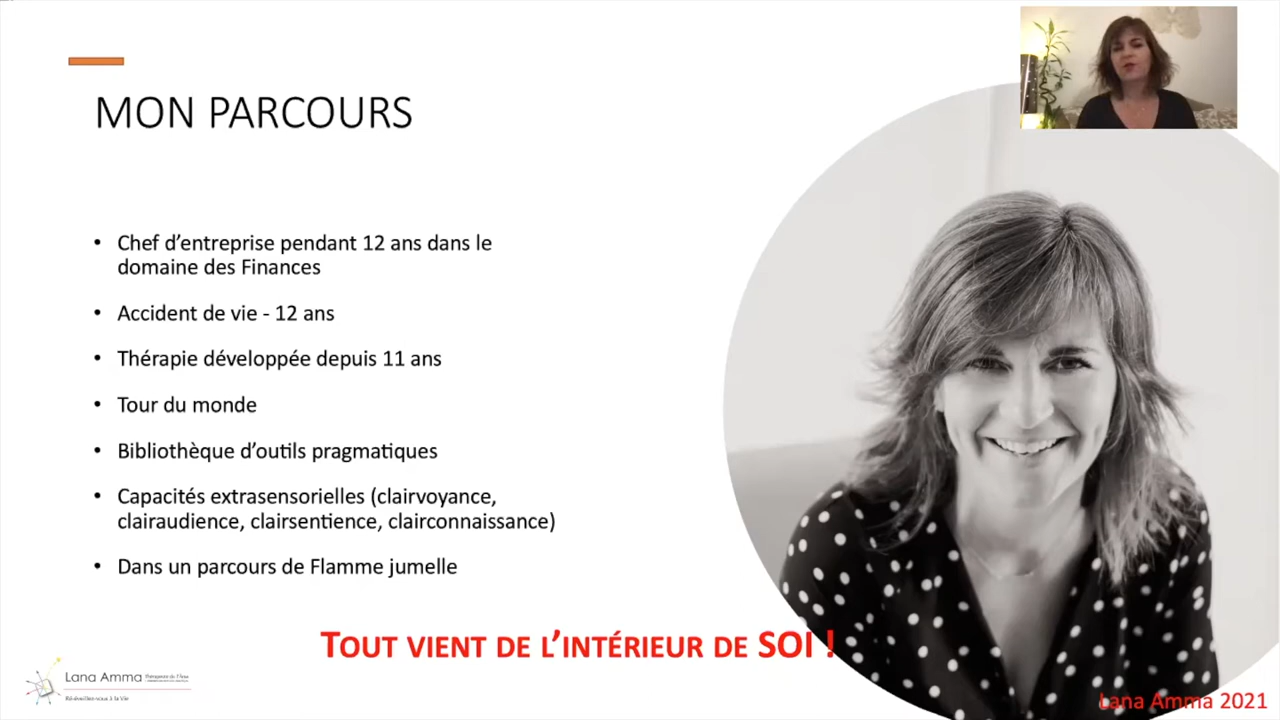 MON PARCOURS
• Chef d’entreprise pendant 12 ans dans le
domaine des Finances
• Accident de vie - 12 ans
• Thérapie développée depuis 11 ans
• Tour du monde
• Bibliothèque d’outils pragmatiques
• Capacités extrasensorielles (clairvoyance,
clairaudience, clairsentience, clairconnaissance)
• Dans un parcours de Flamme jumelle
TOUT VIENT DE L’INTÉRIEUR DE SOI !
Lana Amma
Lana Amma 2021